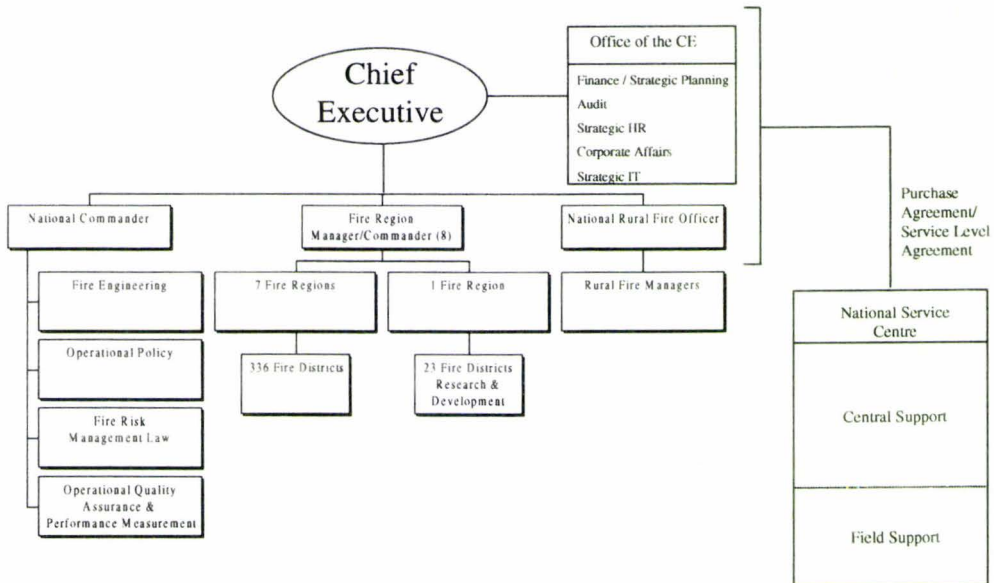 Chief
Executive
Office of the CE
Finance / Strategic Planning
Audit
Strategic HR
Corporate Affairs
Strategic IT
National Commander
Fire Region
Manager/Commander (8)
National Rural Fire Officer
Purchase
Agreement/
Service Level
Agreement
Fire Engineering
7 Fire Regions
1 Fire Region
Rural Fire Managers
Operational Policy
336 Fire Districts
23 Fire Districts
Research &
Development
Fire Risk
Management Law
Operational Quality
Assurance &
Performance Measurement
National Service
Centre
Central Support
Field Support